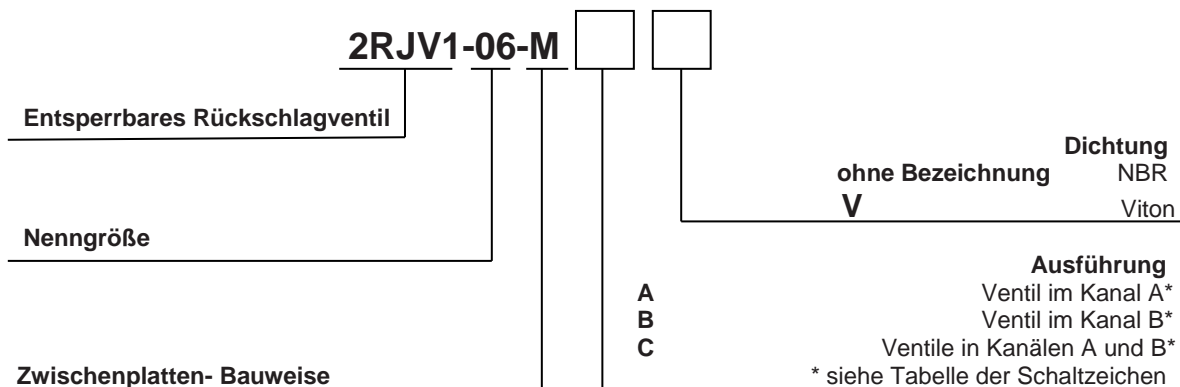 2RJV1-06-M
Entsperrbares Rückschlagventil
Dichtung
ohne Bezeichnung NBR
V Viton
Nenngröße
Ausführung
A Ventil im Kanal A*
B Ventil im Kanal B*
C Ventile in Kanälen A und B*
Zwischenplatten- Bauweise * siehe Tabelle der Schaltzeichen